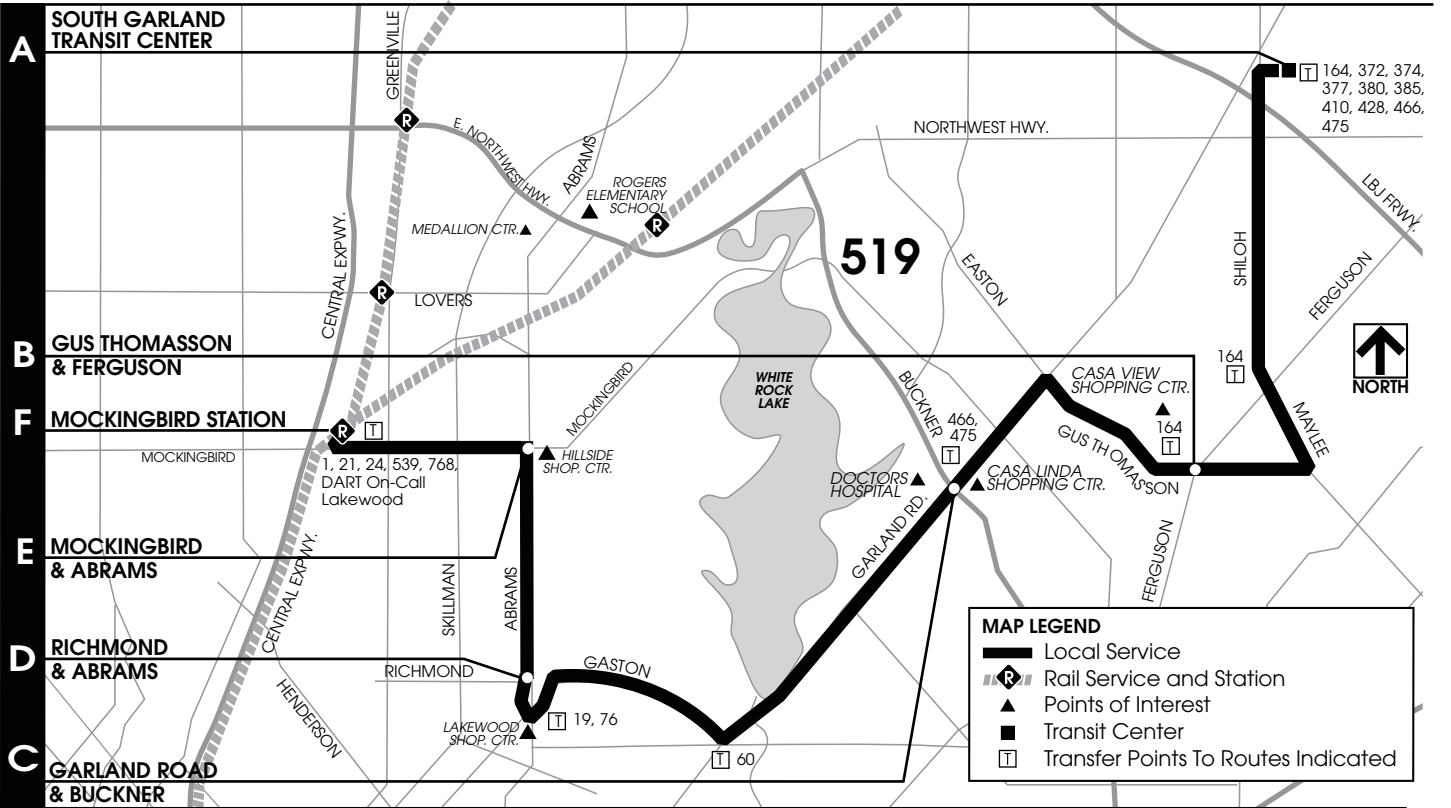 A
SOUTH GARLAND
TRANSIT CENTER
GREENVILLE
T
164, 372, 374,
377, 380, 385,
410, 428, 466,
475
R
E. NORTHWEST HWY.
NORTHWEST HWY.
ABRAMS
ROGERS
ELEMENTARY
SCHOOL
R
LBJ FRWY.
MEDALLION CTR.
CENTRAL EXPWY.
519
SHILOH
EASTON
FERGUSON
R
LOVERS
B
GUS THOMASSON
& FERGUSON
164
T
NORTH
WHITE
ROCK
LAKE
MOCKINGBIRD
BUCKNER
CASA VIEW
SHOPPING CTR.
MAYLEE
F
MOCKINGBIRD STATION
R
T
466,
475
T
164
T
GUS THOMASSON
MOCKINGBIRD
HILLSIDE
SHOP. CTR.
1, 21, 24, 539, 768,
DART On-Call
Lakewood
DOCTORS
HOSPITAL
CASA LINDA
SHOPPING CTR.
GARLAND RD.
E
MOCKINGBIRD
& ABRAMS
CENTRAL EXPWY.
SKILLMAN
ABRAMS
FERGUSON
D
RICHMOND
& ABRAMS
RICHMOND
GASTON
HENDERSON
LAKEWOOD
SHOP. CTR.
T
19, 76
T
60
C
GARLAND ROAD
& BUCKNER
MAP LEGEND
Local Service
R
Rail Service and Station
Points of Interest
Transit Center
T
Transfer Points To Routes Indicated